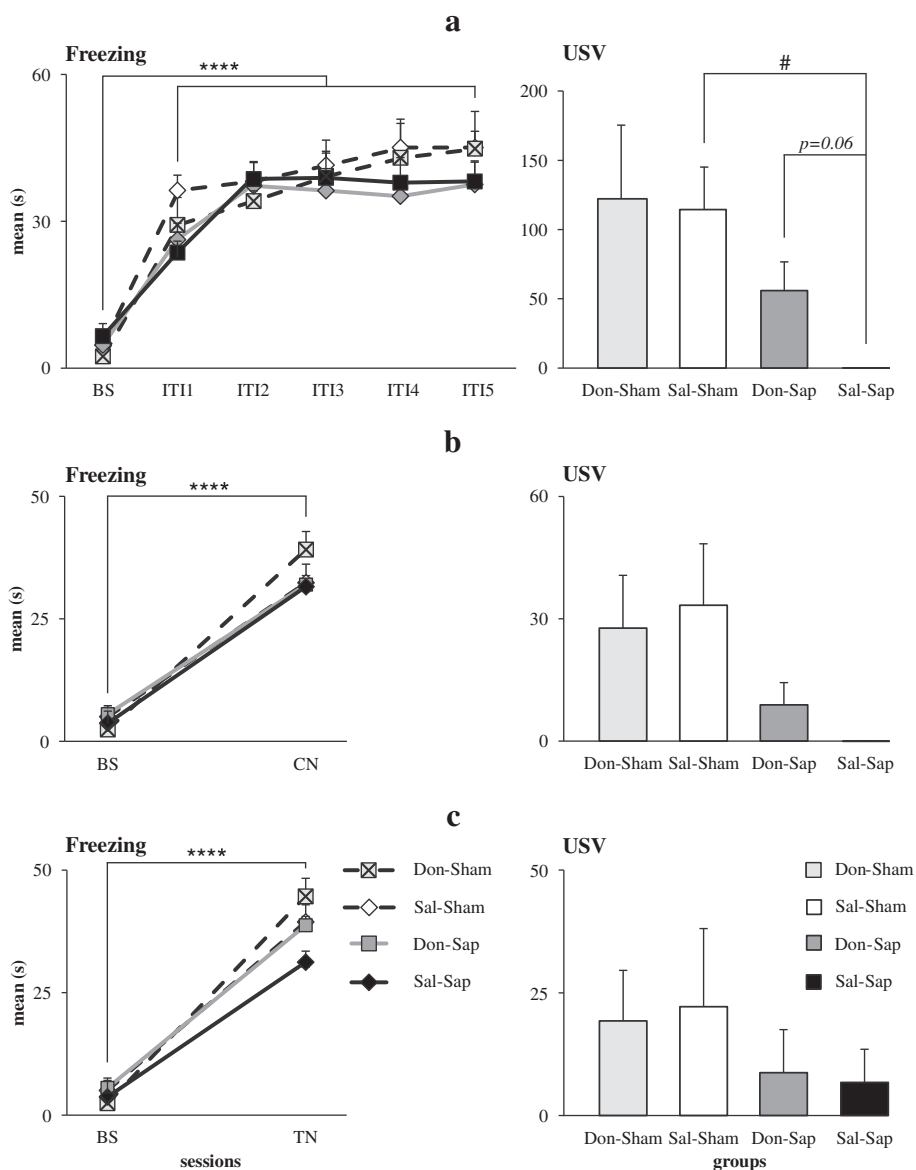 a
Freezing
USV
****
#
p=0.06
60
30
0
mean (s)
BS ITI1 ITI2 ITI3 ITI4 ITI5
200
150
100
50
0
Don-Sham Sal-Sham Don-Sap Sal-Sap
b
Freezing
USV
****
50
25
0
mean (s)
BS CN
60
30
0
Don-Sham Sal-Sham Don-Sap Sal-Sap
c
Freezing
USV
****
50
25
0
mean (s)
BS TN
sessions
Don-Sham
Sal-Sham
Don-Sap
Sal-Sap
50
25
0
Don-Sham
Sal-Sham
Don-Sap
Sal-Sap
Don-Sham Sal-Sham Don-Sap Sal-Sap
groups